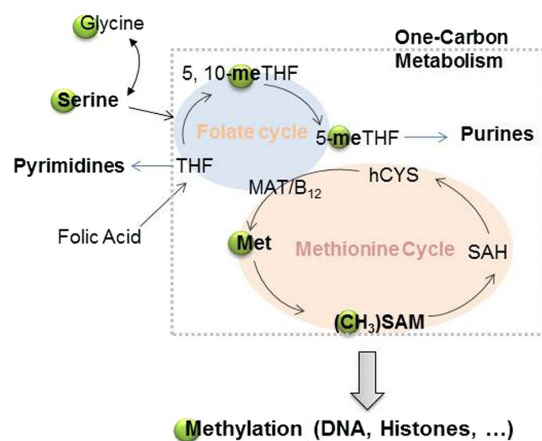 Glycine
One-Carbon
Metabolism
5, 10-meTHF
Serine
Folate cycle
5-meTHF
Purines
Pyrimidines
THF
MAT/B12
hCYS
Folic Acid
Met
Methionine Cycle
SAH
(CH3)SAM
Methylation (DNA, Histones, ...)